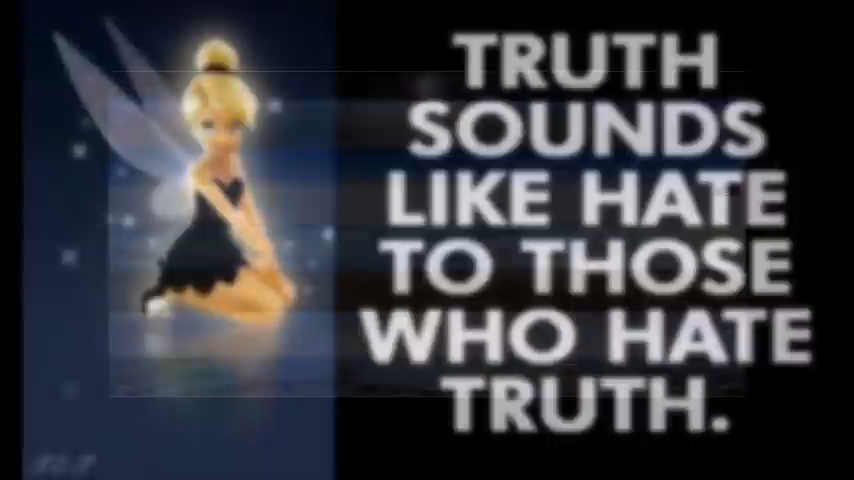 TRUTH
SOUNDS
LIKE HATE
TO THOSE
WHO HATE
TRUTH.